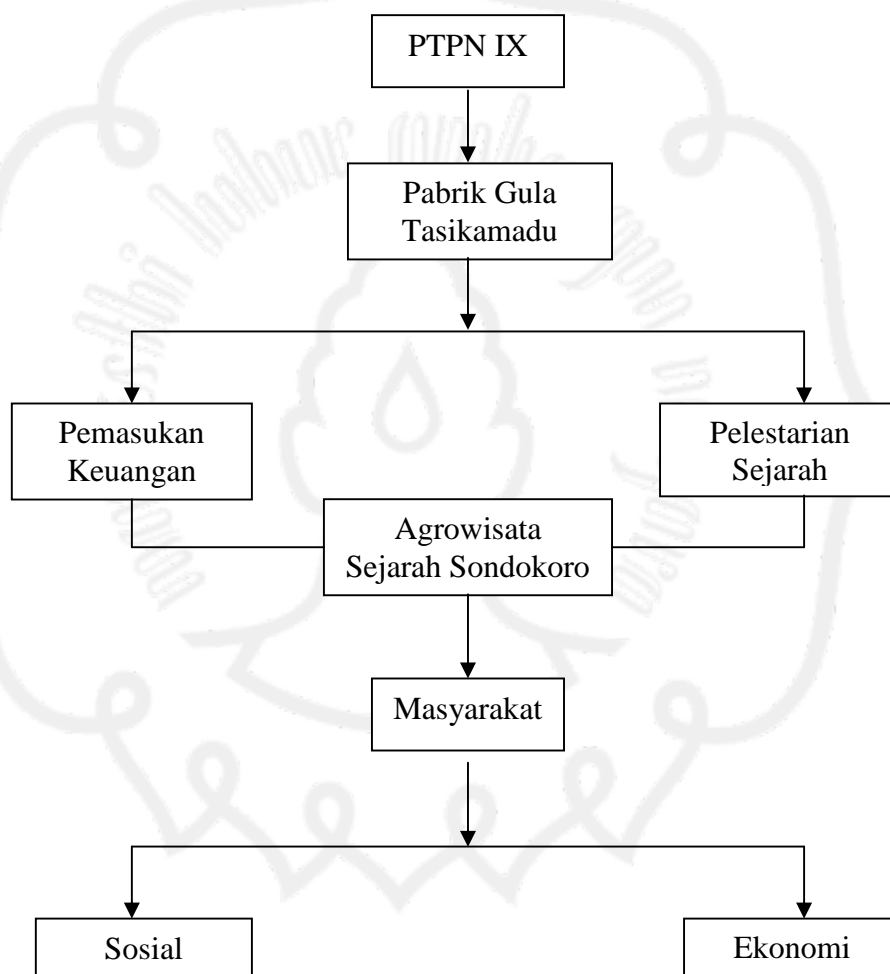 PTPN IX
Pabrik Gula
Tasikamadu
Pemasukan
Keuangan
Pelestarian
Sejarah
Agrowisata
Sejarah Sondokoro
Masyarakat
Sosial
Ekonomi